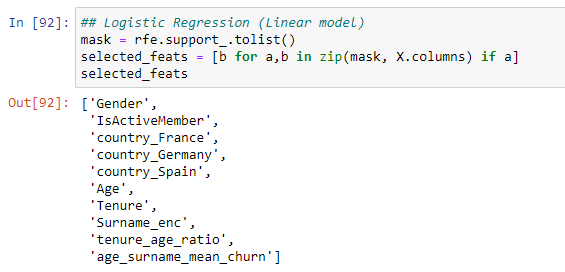 In [92]: ## Logistic Regression (Linear model)
mask = rfe.support_.tolist()
selected_feats = [b for a,b in zip(mask, X.columns) if a]
selected_feats
Out[92]: ['Gender',
'IsActiveMember',
'country_France',
'country_Germany',
'country_Spain',
'Age',
'Tenure',
'Surname_enc',
'tenure_age_ratio',
'age_surname_mean_churn']